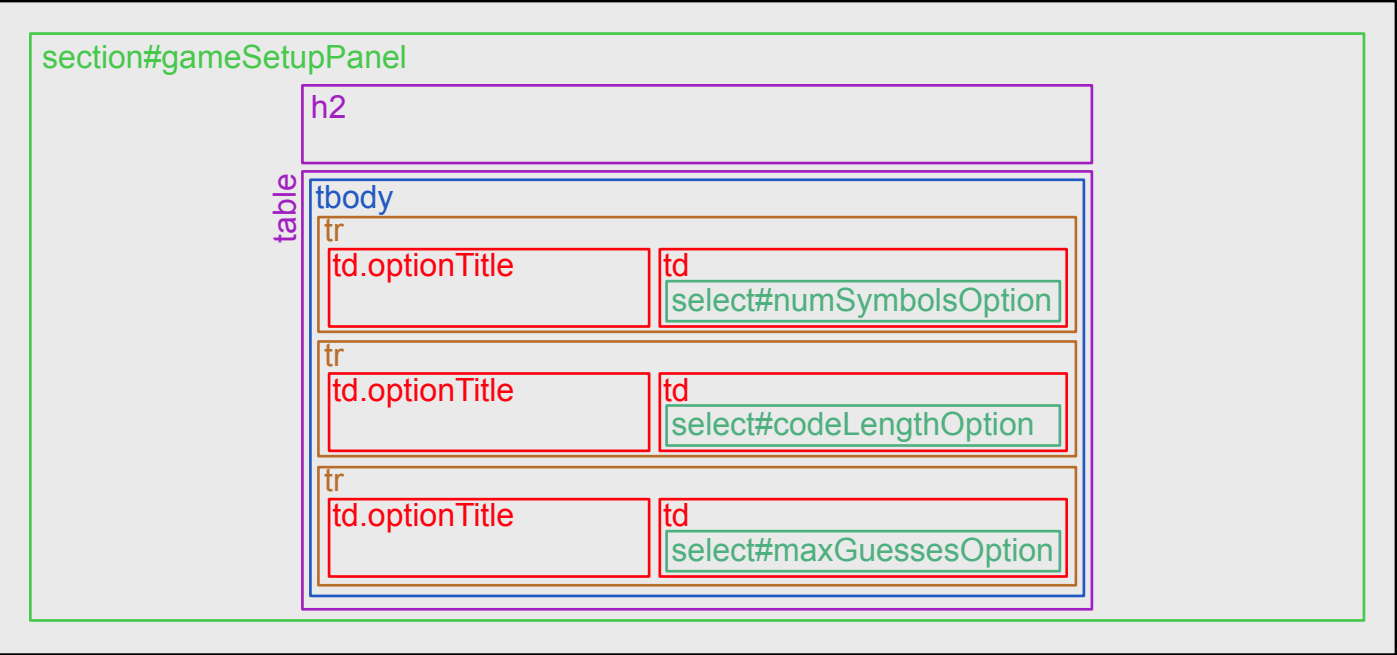 section#gameSetupPanel
h2
table
tbody
tr
td.optionTitle
td
select#numSymbolsOption
tr
td.optionTitle
td
select#codeLengthOption
tr
td.optionTitle
td
select#maxGuessesOption